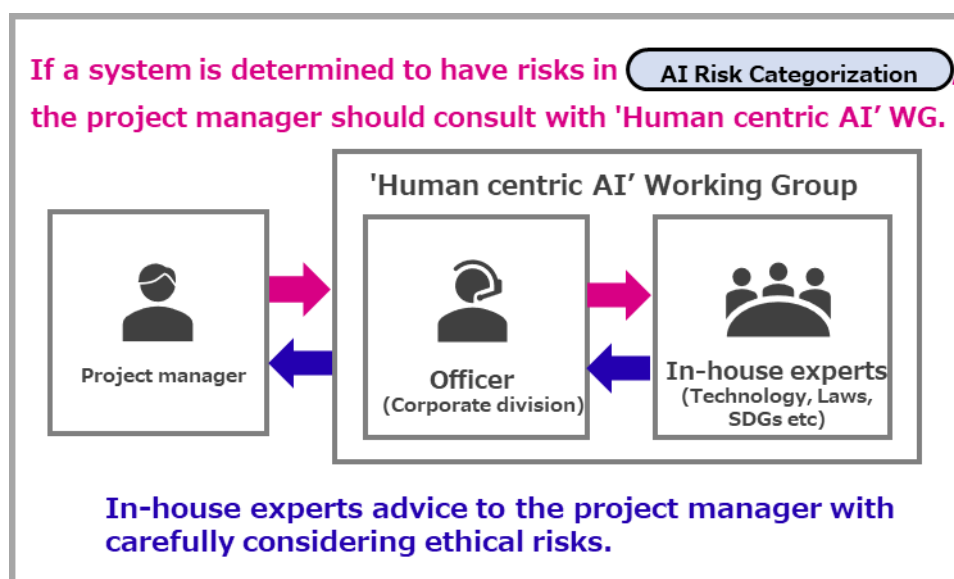 If a system is determined to have risks in AI Risk Categorization,
the project manager should consult with 'Human centric AI’ WG.
'Human centric AI’ Working Group
Project manager
Officer
(Corporate division)
In-house experts
(Technology, Laws,
SDGs etc)
In-house experts advice to the project manager with
carefully considering ethical risks.